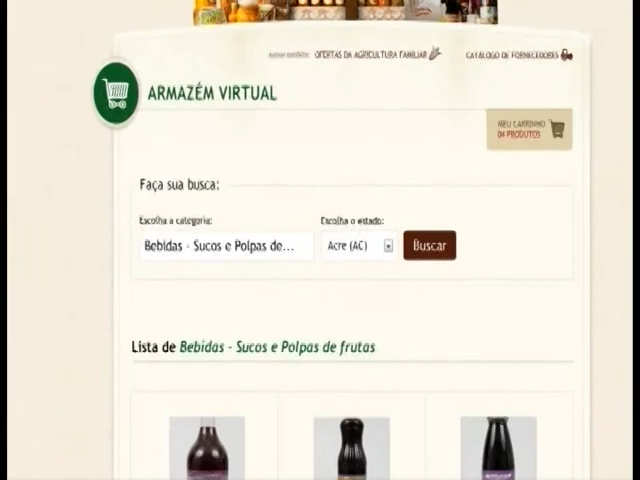 OFERTAS DA AGRICULTURA FAMILIAR
CATÁLOGO DE FORNECEDORES
ARMAZÉM VIRTUAL
MEU CARRINHO
04 PRODUTOS
Faça sua busca:
Escolha a categoria:
Escolha o estado:
Bebidas - Sucos e Polpas de...
Acre (AC)
Buscar
Lista de Bebidas - Sucos e Polpas de frutas